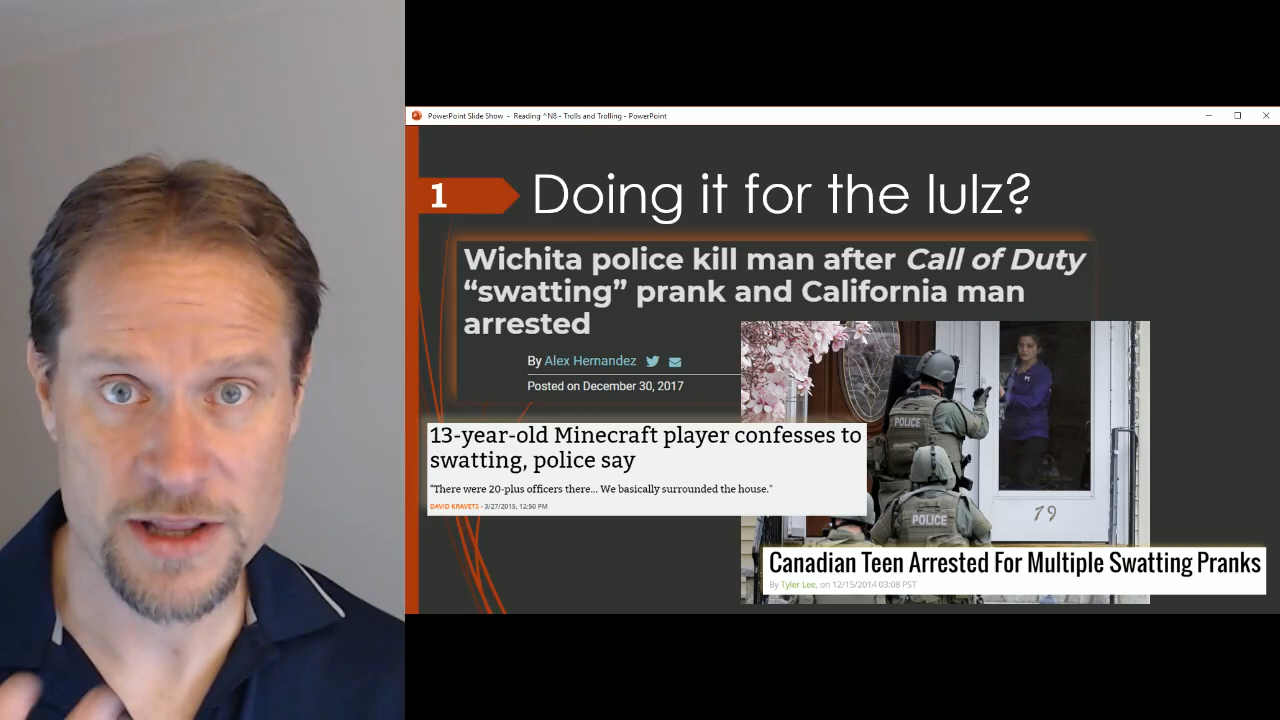 PowerPoint Slide Show - Reading ^N8 - Trolls and Trolling - PowerPoint
1
Doing it for the lulz?
Wichita police kill man after Call of Duty
“swatting” prank and California man
arrested
By Alex Hernandez
Posted on December 30, 2017
13-year-old Minecraft player confesses to
swatting, police say
"There were 20-plus officers there... We basically surrounded the house."
DAVID KRAVETS - 3/27/2015, 12:50 PM
POLICE
POLICE
79
Canadian Teen Arrested For Multiple Swatting Pranks
By Tyler Lee, on 12/15/2014 03:08 PST